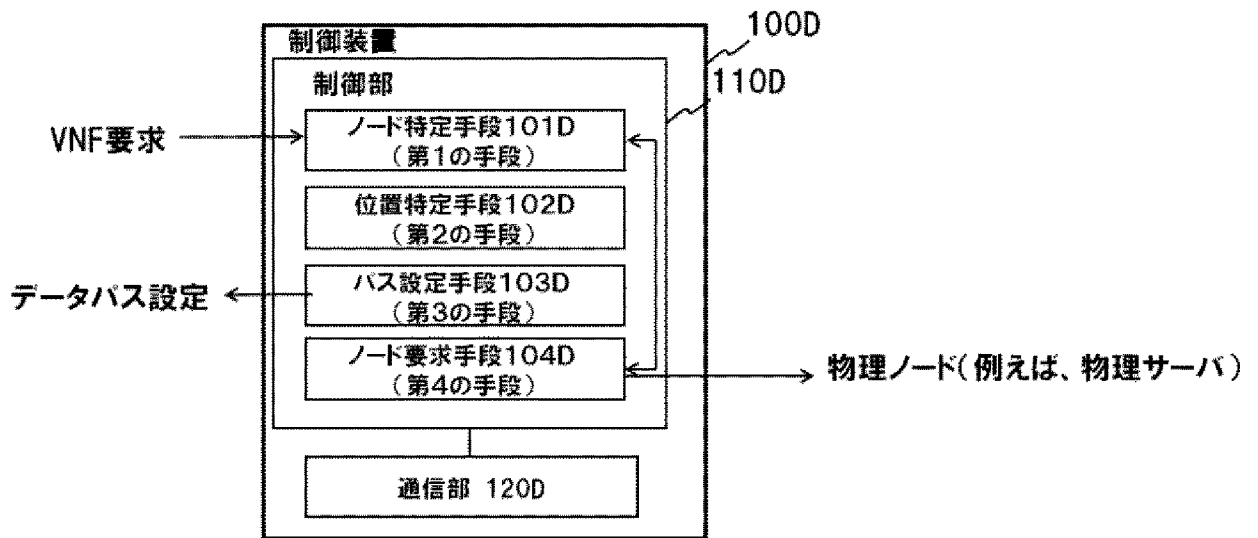 制御装置
100D
制御部
110D
VNF要求
ノード特定手段101D
(第1の手段)
位置特定手段102D
(第2の手段)
データパス設定
パス設定手段103D
(第3の手段)
ノード要求手段104D
(第4の手段)
物理ノード(例えば、物理サーバ)
通信部 120D